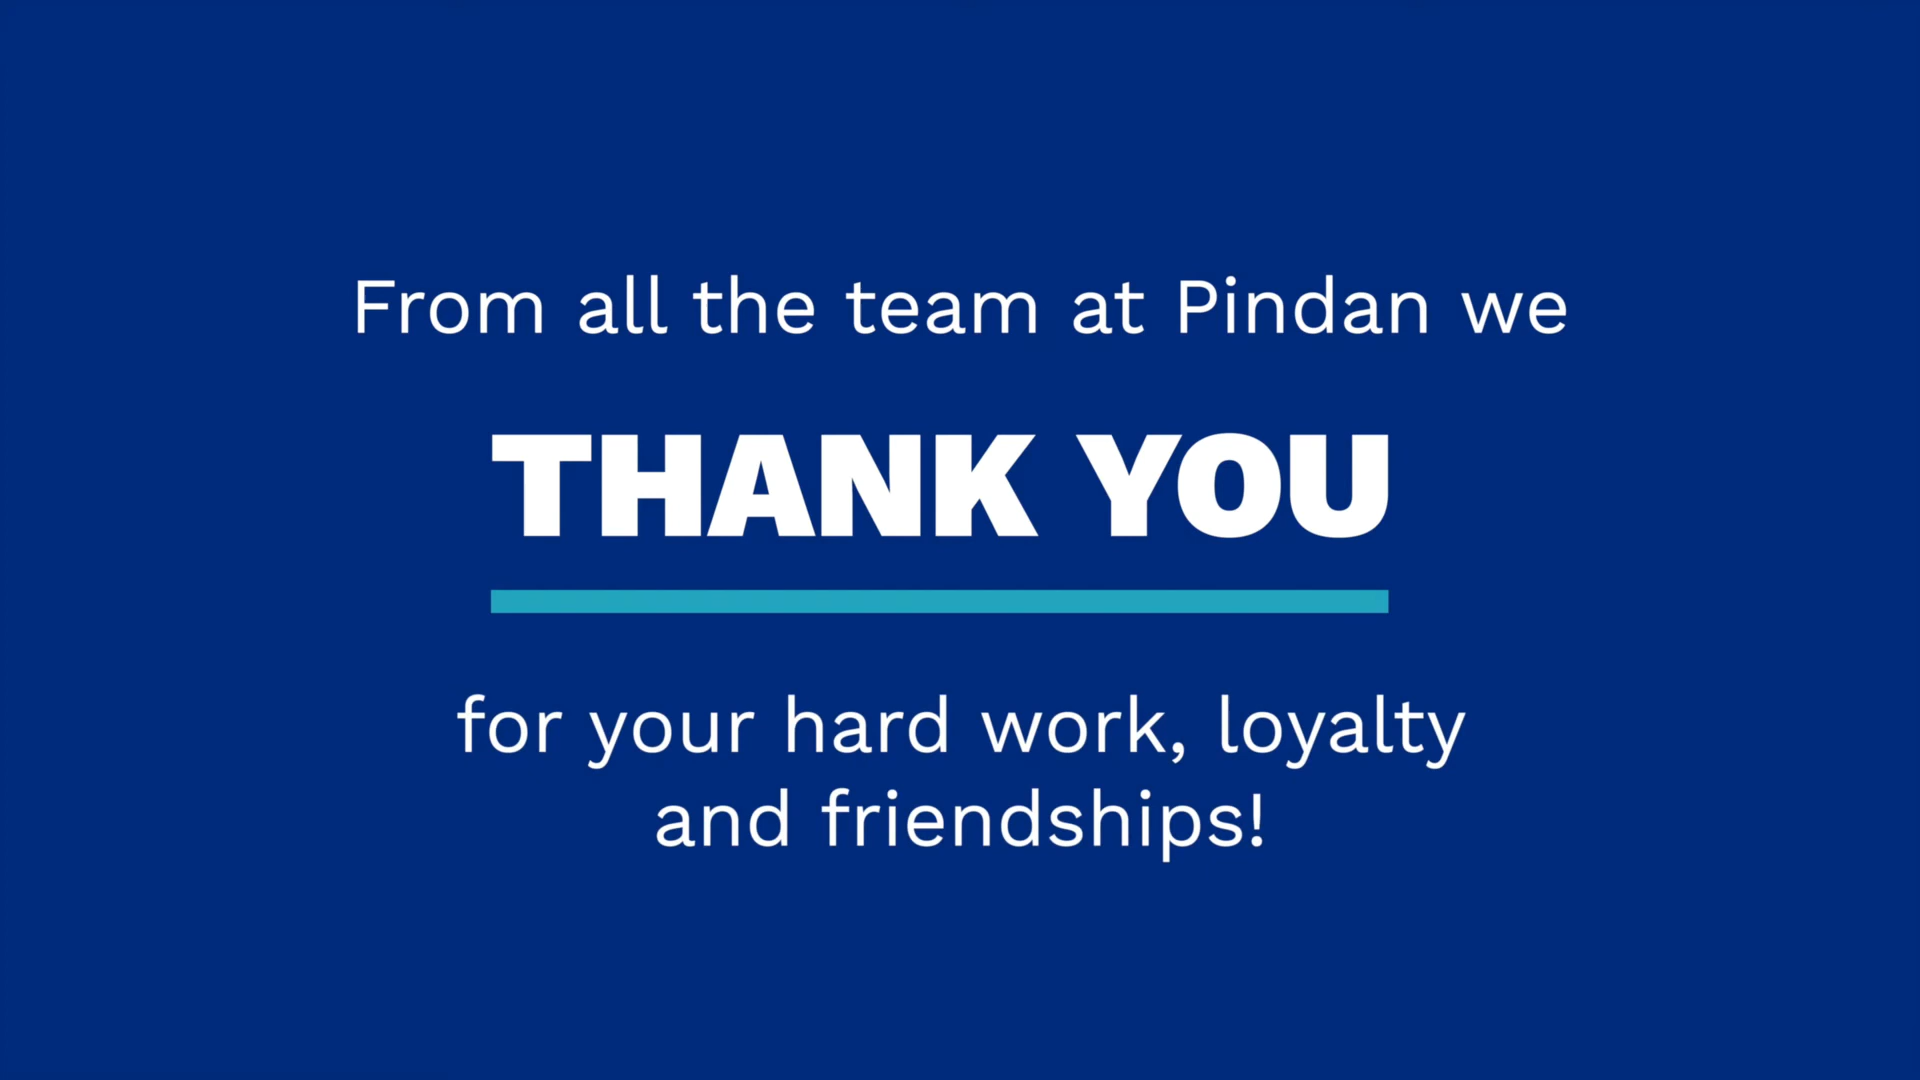 From all the team at Pindan we
THANK YOU
for your hard work, loyalty
and friendships!